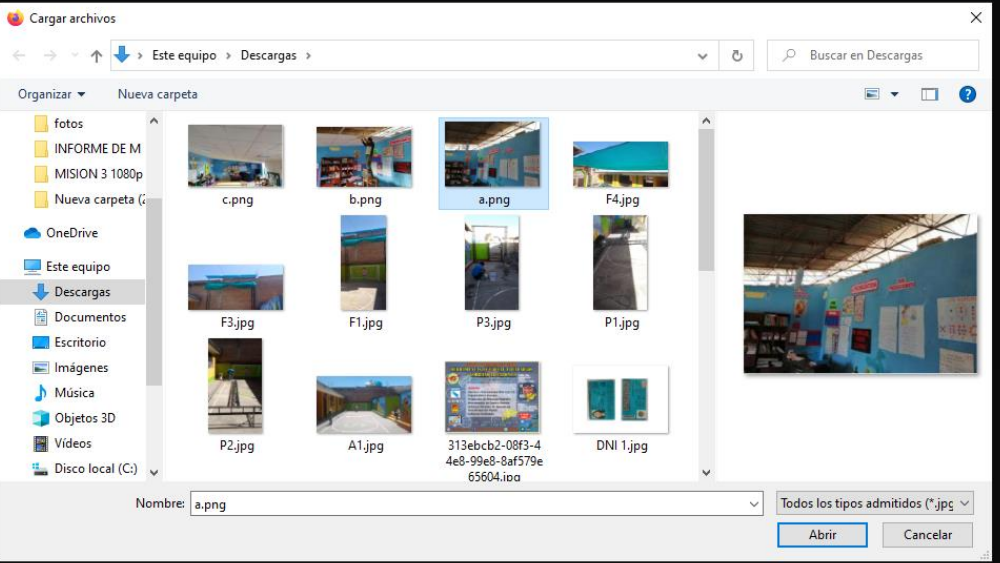 Cargar archivos
Este equipo › Descargas ›
Buscar en Descargas
Organizar
Nueva carpeta
fotos
INFORME DE M
MISION 3 1080p
Nueva carpeta (2
OneDrive
Este equipo
Descargas
Documentos
Escritorio
Imágenes
Música
Objetos 3D
Vídeos
Disco local (C:)
c.png
b.png
a.png
F4.jpg
F3.jpg
F1.jpg
P3.jpg
P1.jpg
P2.jpg
A1.jpg
313ebcb2-08f3-4
4e8-99e8-8af579e
65604.jpg
DNI 1.jpg
Nombre: a.png
Todos los tipos admitidos (*.jpg
Abrir
Cancelar